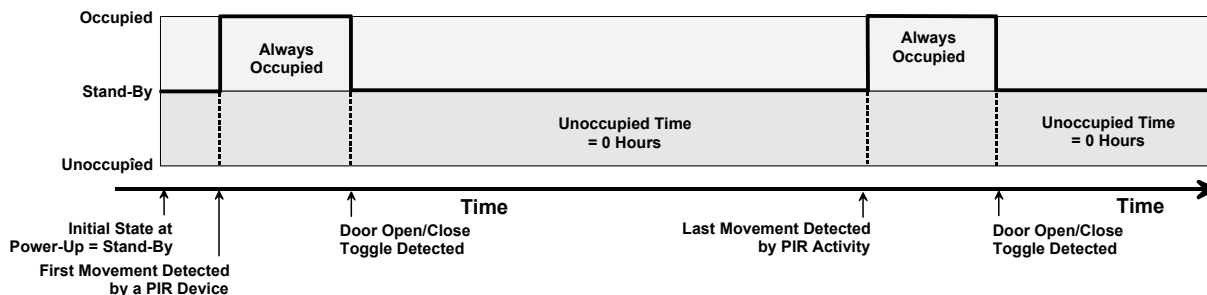 Occupied
Always
Occupied
Always
Occupied
Stand-By
Unoccupied Time
= 0 Hours
Unoccupied Time
= 0 Hours
Unoccupied
Time
Time
Initial State at
Power-Up = Stand-By
First Movement Detected
by a PIR Device
Door Open/Close
Toggle Detected
Last Movement Detected
by PIR Activity
Door Open/Close
Toggle Detected